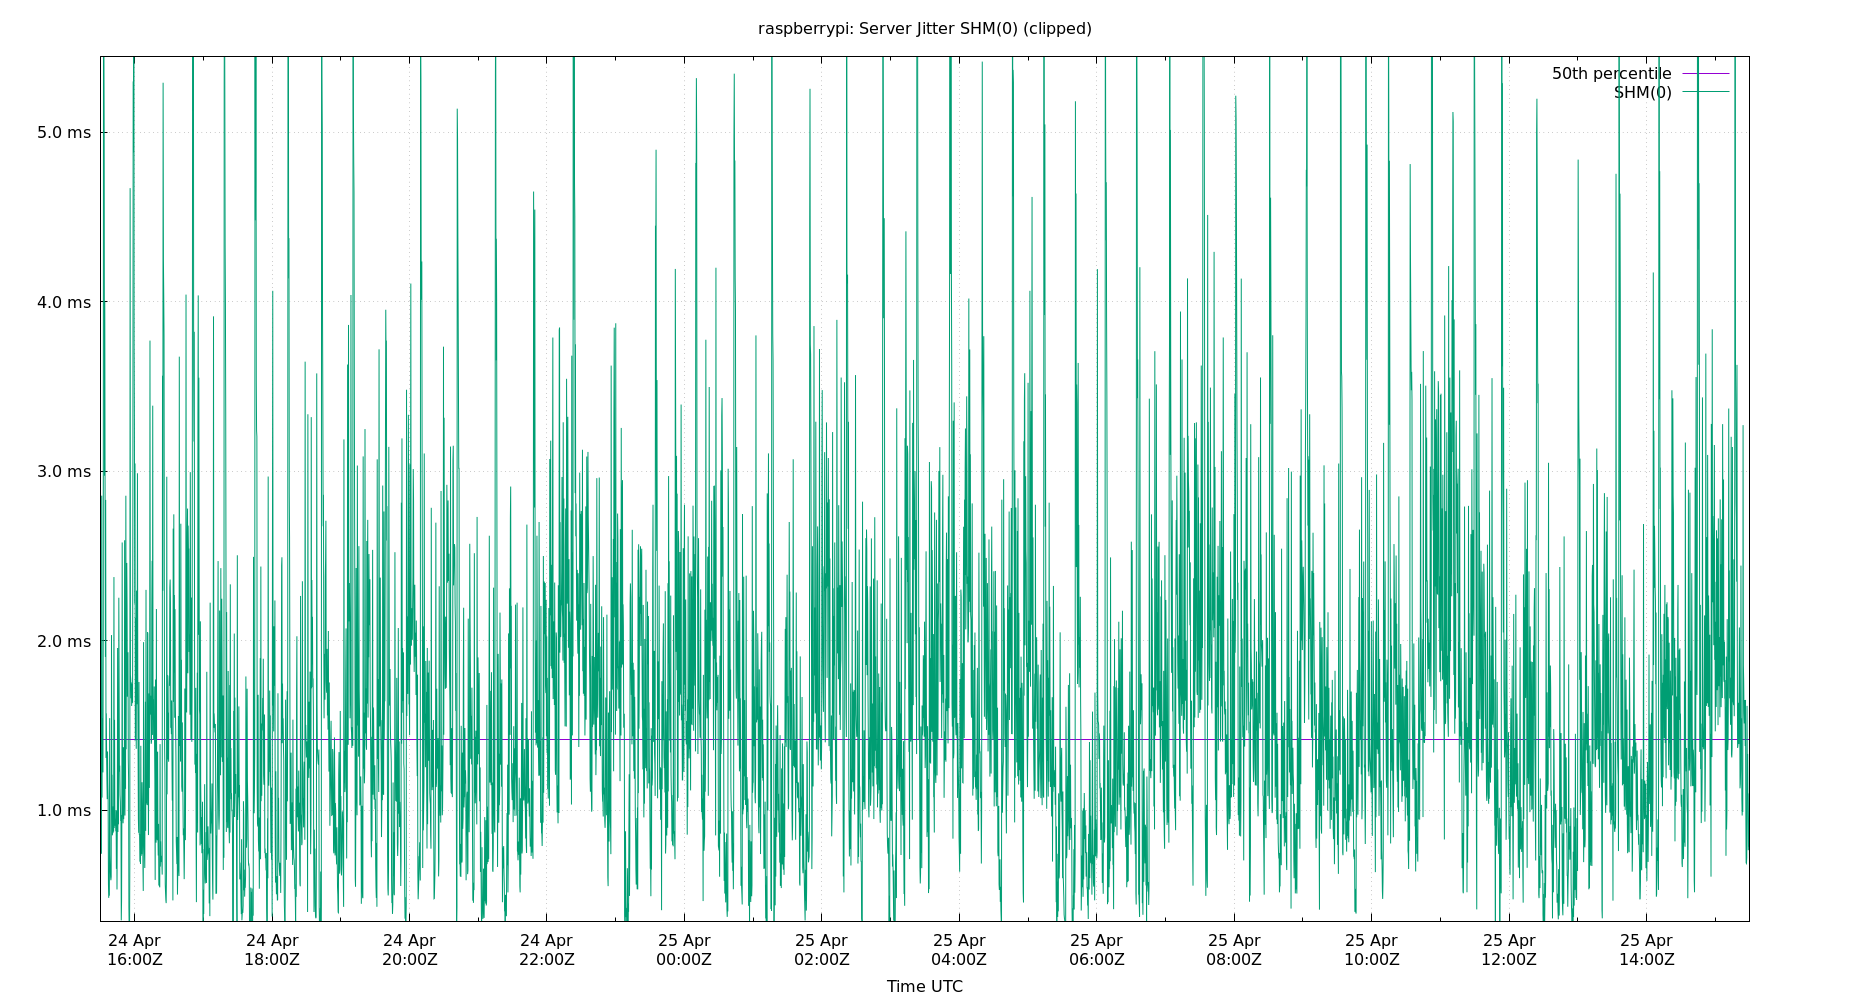 raspberrypi: Server Jitter SHM(0) (clipped)
50th percentile
SHM(0)
5.0 ms
4.0 ms
3.0 ms
2.0 ms
1.0 ms
24 Apr 24 Apr 24 Apr 24 Apr 25 Apr 25 Apr 25 Apr 25 Apr 25 Apr 25 Apr 25 Apr 25 Apr
16:00Z 18:00Z 20:00Z 22:00Z 00:00Z 02:00Z 04:00Z 06:00Z 08:00Z 10:00Z 12:00Z 14:00Z
Time UTC